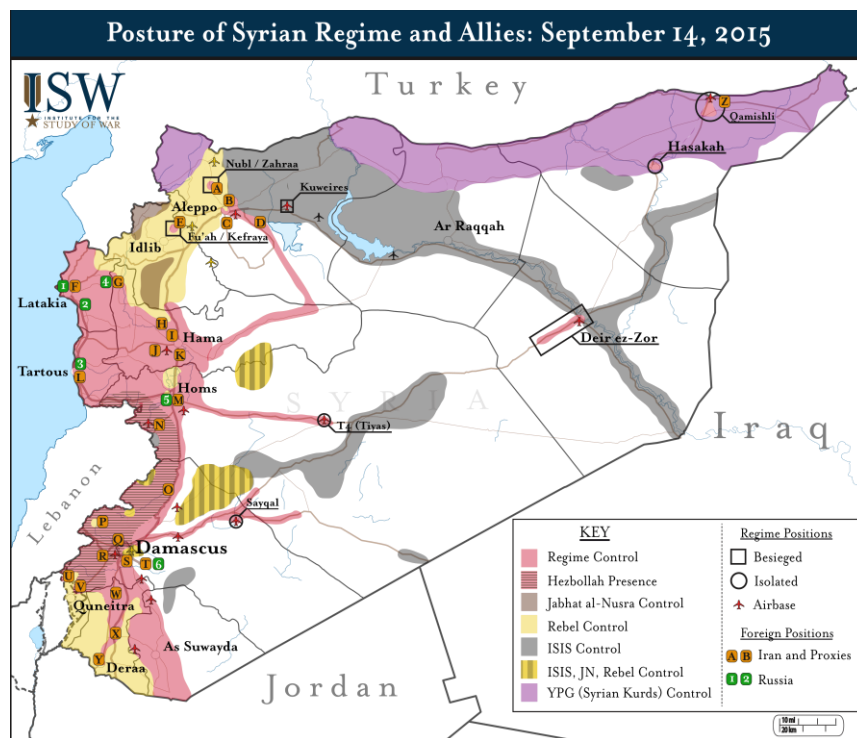 Posture of Syrian Regime and Allies: September 14, 2015
ISW
INSTITUTE FOR THE
STUDY OF WAR
Turkey
Z
Qamishli
Hasakah
Nubl / Zahraa
A
Kuweires
B
Aleppo
C
D
E
Fu'ah / Kefraya
Ar Raqqah
Idlib
1
F
4
G
Latakia
2
H
I
Hama
J
K
Deir ez-Zor
3
Tartous
L
Homs
5
M
SYRIA
N
T4 (Tiyas)
Iraq
Lebanon
O
Sayqal
P
Q
Damascus
R
S
T
6
U
V
W
Quneitra
X
As Suwayda
Y
Deraa
Jordan
KEY
Regime Control
Hezbollah Presence
Jabhat al-Nusra Control
Rebel Control
ISIS Control
ISIS, JN, Rebel Control
YPG (Syrian Kurds) Control
Regime Positions
Besieged
Isolated
Airbase
Foreign Positions
A B Iran and Proxies
1 2 Russia
10 mi
20 km